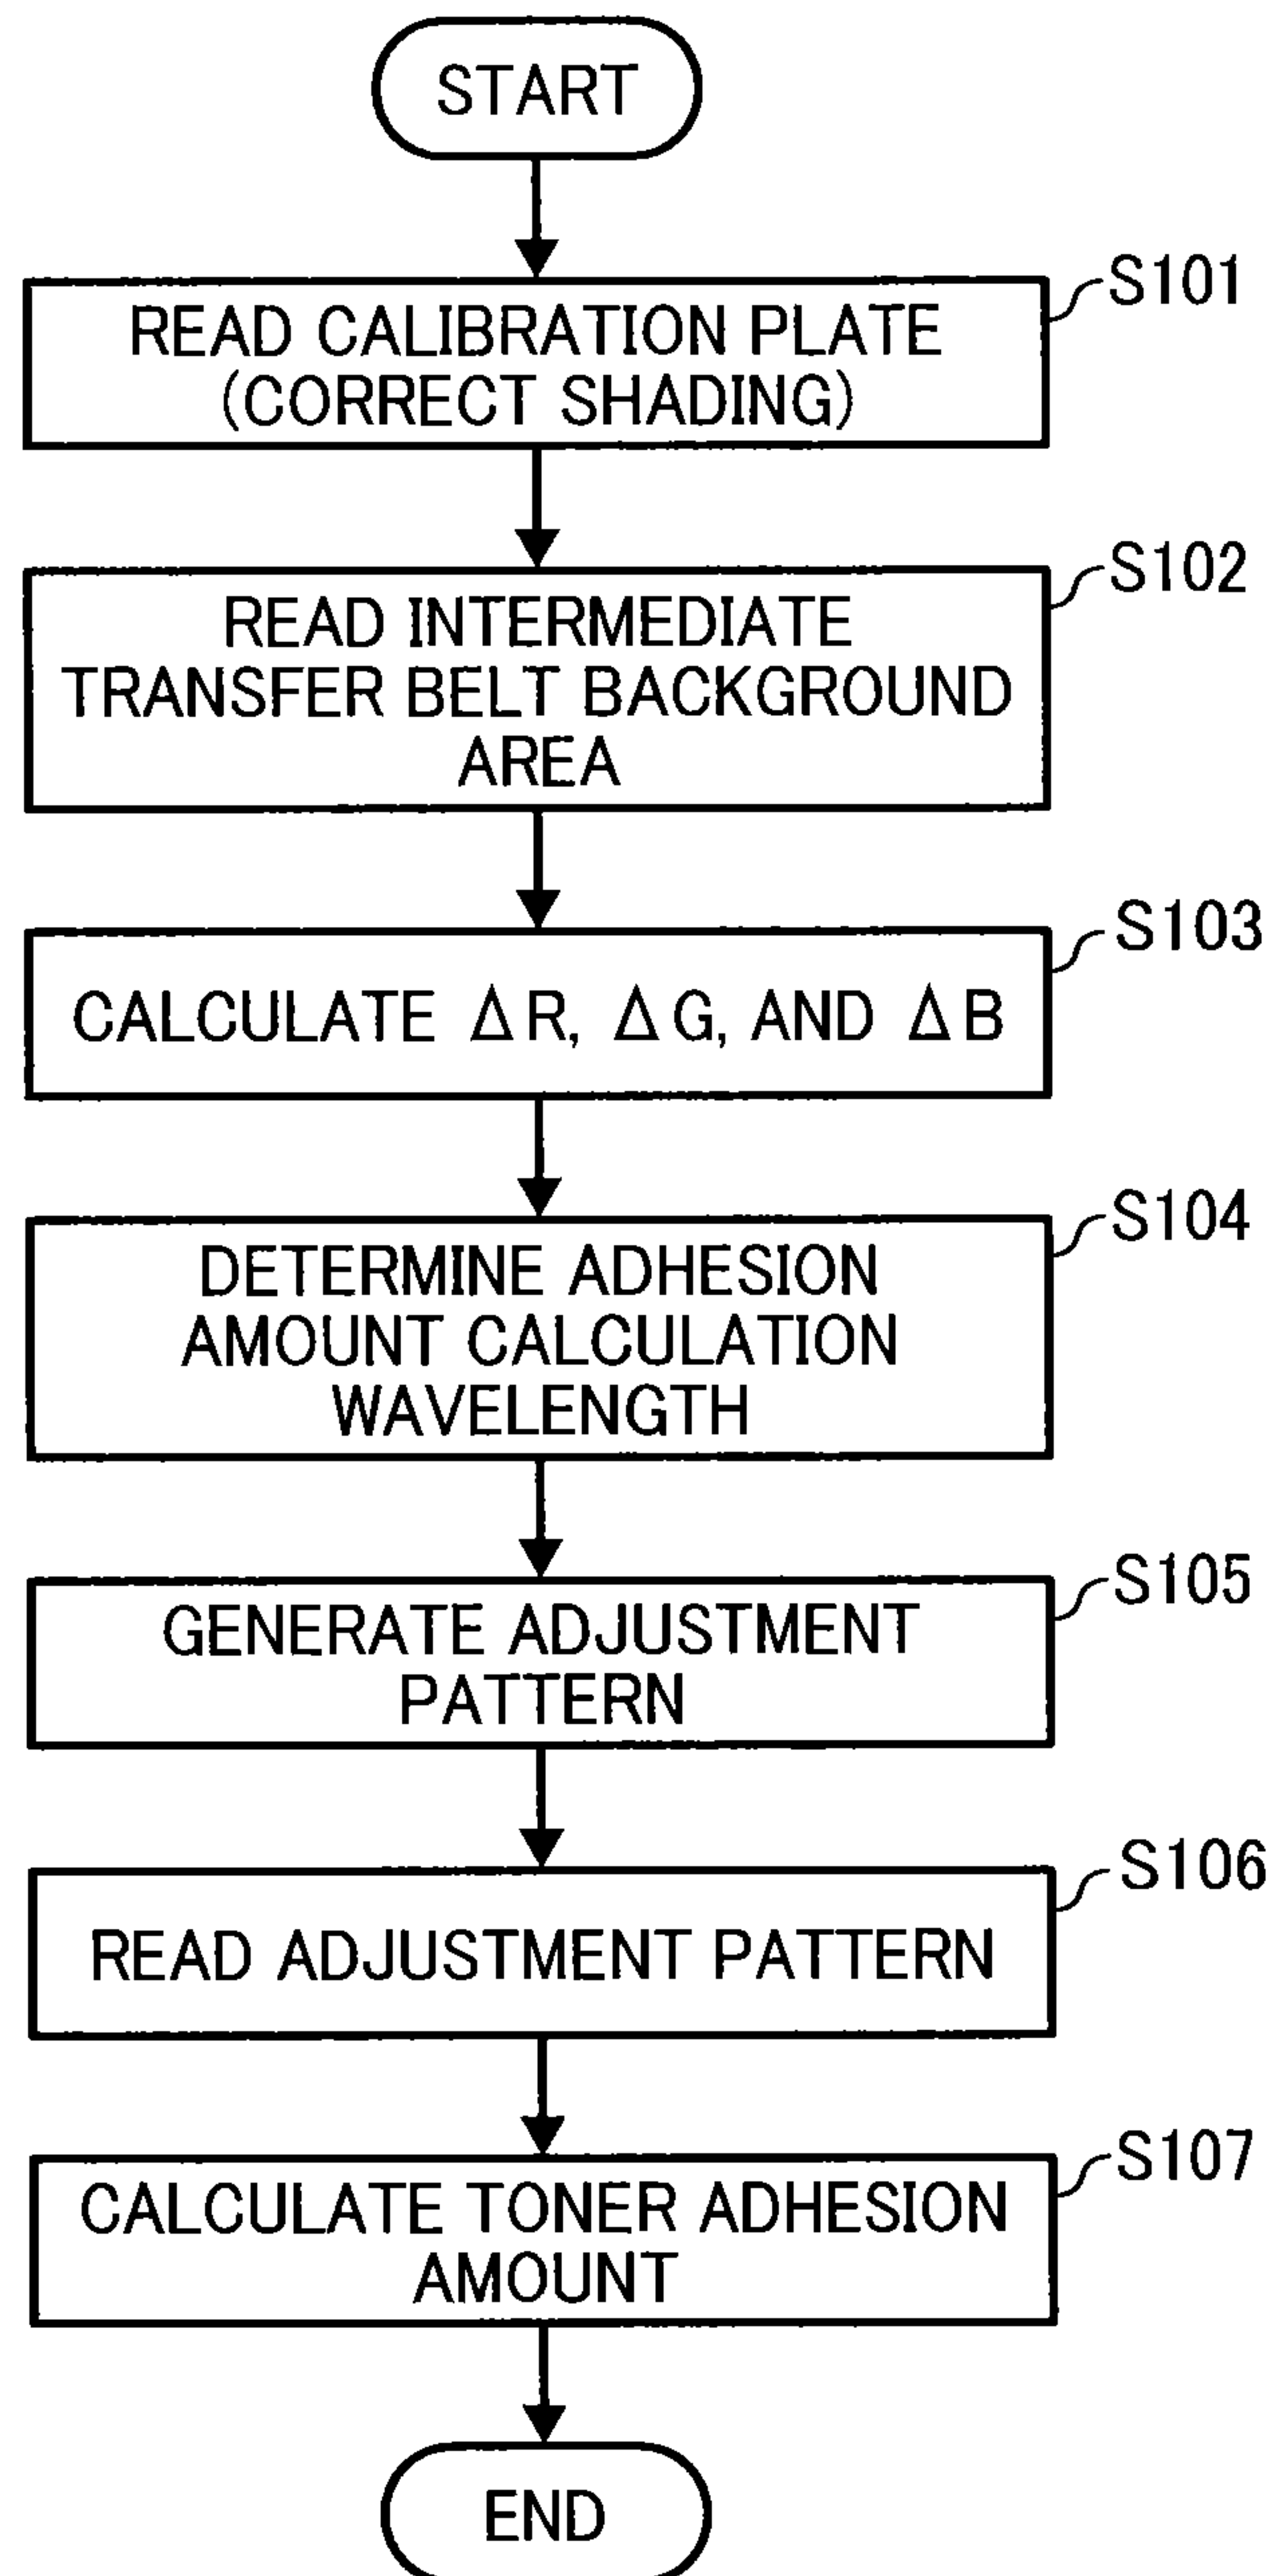 START
S101
READ CALIBRATION PLATE
(CORRECT SHADING)
S102
READ INTERMEDIATE
TRANSFER BELT BACKGROUND
AREA
S103
CALCULATE ΔR, ΔG, AND ΔB
S104
DETERMINE ADHESION
AMOUNT CALCULATION
WAVELENGTH
S105
GENERATE ADJUSTMENT
PATTERN
S106
READ ADJUSTMENT PATTERN
S107
CALCULATE TONER ADHESION
AMOUNT
END